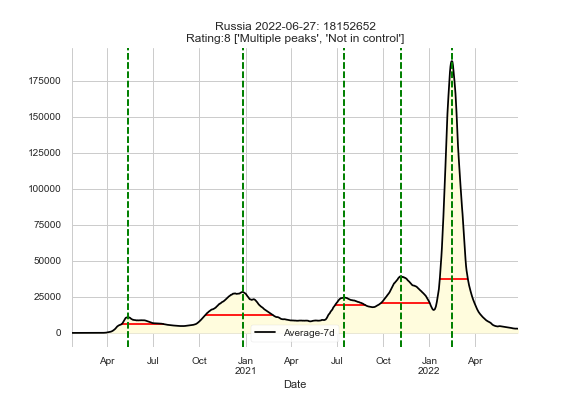 Russia 2022-06-27: 18152652
Rating:8 ['Multiple peaks', 'Not in control']
175000
150000
125000
100000
75000
50000
25000
0
Average-7d
Apr Jul Oct Jan Apr Jul Oct Jan Apr
2021 2022
Date